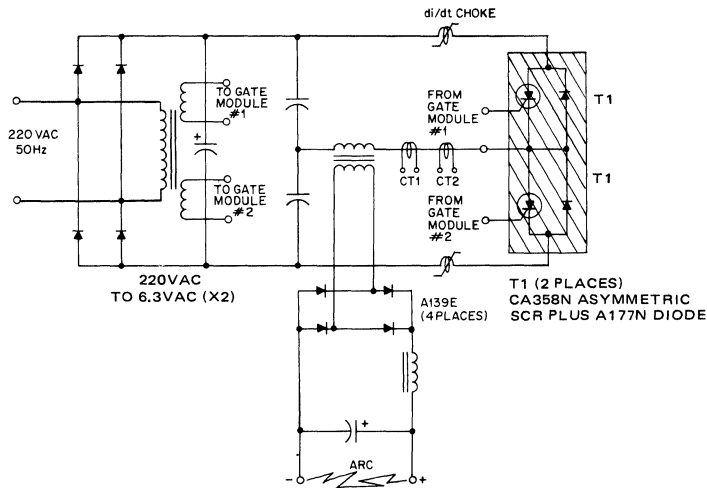 di/dt CHOKE
TO GATE
MODULE
#1
220 VAC
50Hz
+
TO GATE
MODULE
#2
FROM
GATE
MODULE
#1
CT1
CT2
FROM
GATE
MODULE
#2
T1
T1
220VAC
TO 6.3VAC (X2)
T1 (2 PLACES)
CA358N ASYMMETRIC
SCR PLUS A177N DIODE
A139E
(4 PLACES)
+
ARC
- +